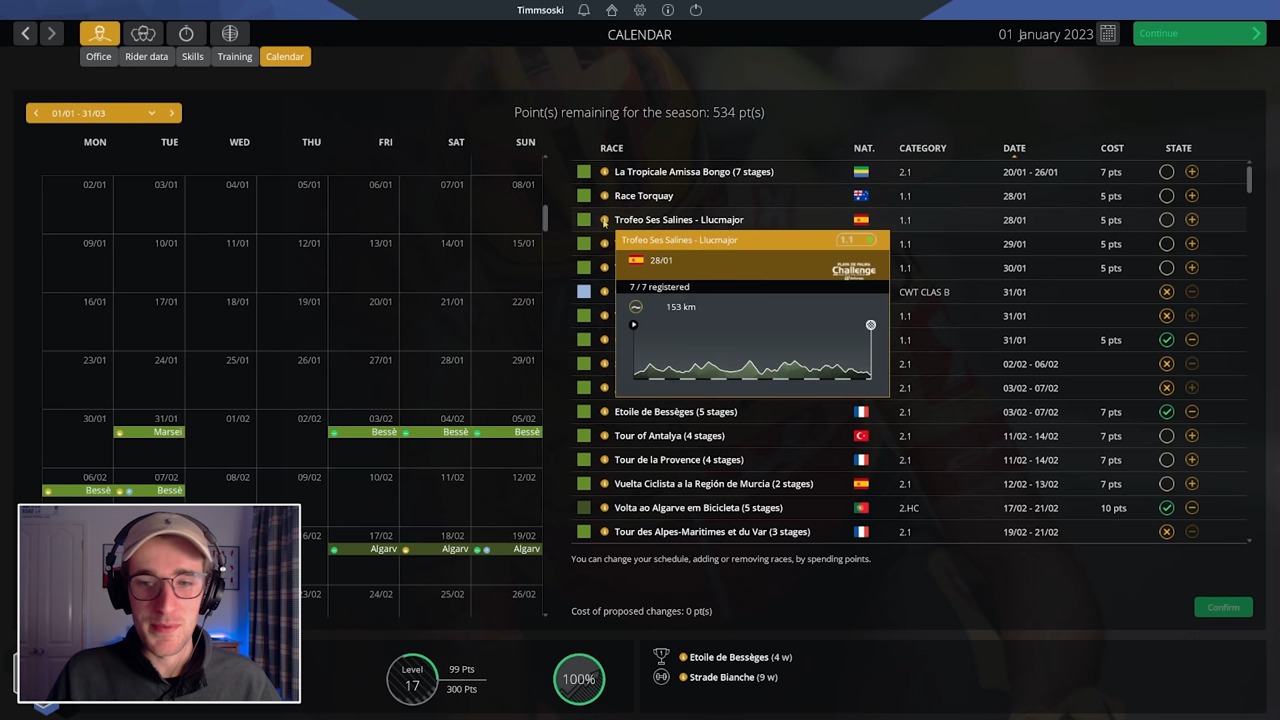 Timmsoski
CALENDAR
01 January 2023
Continue
Office
Rider data
Skills
Training
Calendar
01/01 - 31/03
Point(s) remaining for the season: 534 pt(s)
MON TUE WED THU FRI SAT SUN
02/01 03/01 04/01 05/01 06/01 07/01 08/01
09/01 10/01 11/01 12/01 13/01 14/01 15/01
16/01 17/01 18/01 19/01 20/01 21/01 22/01
23/01 24/01 25/01 26/01 27/01 28/01 29/01
30/01 31/01 01/02 02/02 03/02 04/02 05/02
Marsei Bessè Bessè Bessè
06/02 07/02 08/02 09/02 10/02 11/02 12/02
Bessè Bessè
6/02 17/02 18/02 19/02
Algarv Algarv Algarv
3/02 24/02 25/02 26/02
RACE NAT. CATEGORY DATE COST STATE
La Tropicale Amissa Bongo (7 stages) 2.1 20/01 - 26/01 7 pts
Race Torquay 1.1 28/01 5 pts
Trofeo Ses Salines - Llucmajor 1.1 28/01 5 pts
1.1 29/01 5 pts
1.1 30/01 5 pts
CWT CLAS B 31/01
1.1 31/01
1.1 31/01 5 pts
2.1 02/02 - 06/02
2.1 03/02 - 07/02
Etoile de Bessèges (5 stages) 2.1 03/02 - 07/02 7 pts
Tour of Antalya (4 stages) 2.1 11/02 - 14/02 7 pts
Tour de la Provence (4 stages) 2.1 11/02 - 14/02 7 pts
Vuelta Ciclista a la Región de Murcia (2 stages) 2.1 12/02 - 13/02 7 pts
Volta ao Algarve em Bicicleta (5 stages) 2.HC 17/02 - 21/02 10 pts
Tour des Alpes-Maritimes et du Var (3 stages) 2.1 19/02 - 21/02
Trofeo Ses Salines - Llucmajor 1.1
28/01
Challenge
7 / 7 registered
153 km
You can change your schedule, adding or removing races, by spending points.
Cost of proposed changes: 0 pt(s)
Confirm
Level
17
99 Pts
300 Pts
100%
Etoile de Bessèges (4 w)
Strade Bianche (9 w)